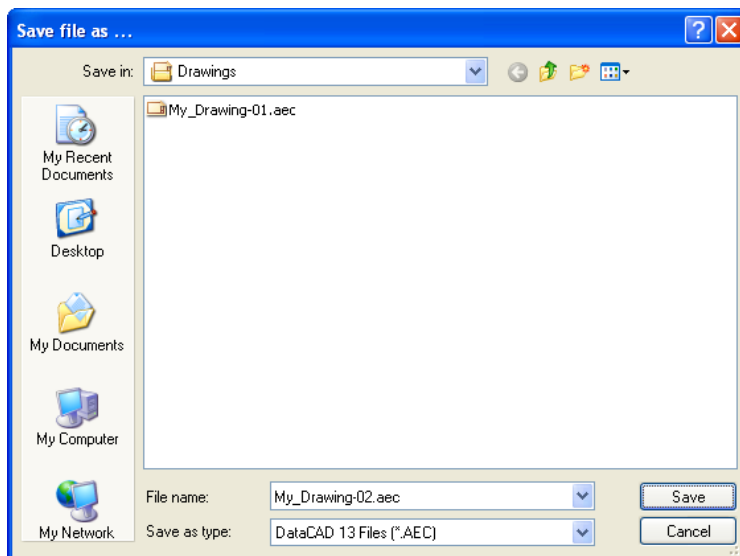 Save file as ...
Save in:
Drawings
My_Drawing-01.aec
My Recent
Documents
Desktop
My Documents
My Computer
My Network
File name:
My_Drawing-02.aec
Save
Save as type:
DataCAD 13 Files (*.AEC)
Cancel